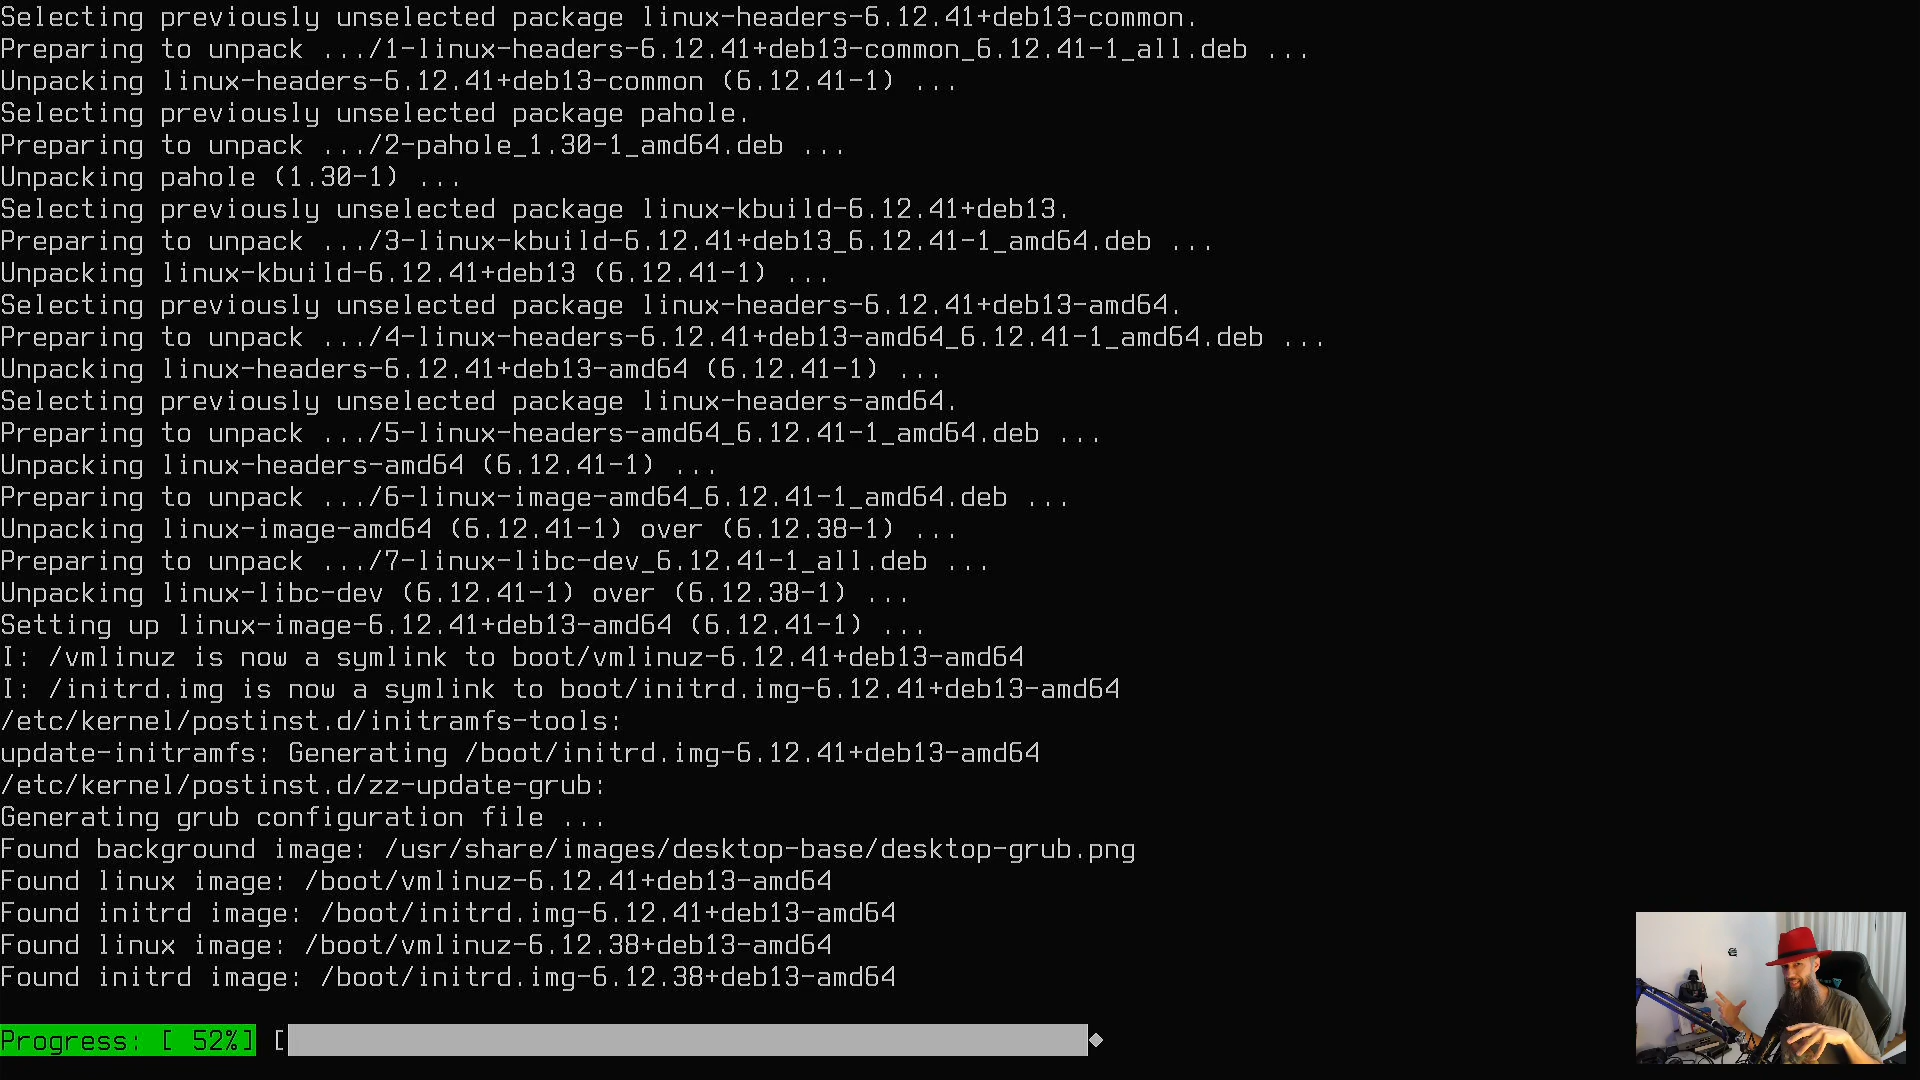 Selecting previously unselected package linux-headers-6.12.41+deb13-common.
Preparing to unpack .../1-linux-headers-6.12.41+deb13-common_6.12.41-1_all.deb ...
Unpacking linux-headers-6.12.41+deb13-common (6.12.41-1) ...
Selecting previously unselected package pahole.
Preparing to unpack .../2-pahole_1.30-1_amd64.deb ...
Unpacking pahole (1.30-1) ...
Selecting previously unselected package linux-kbuild-6.12.41+deb13.
Preparing to unpack .../3-linux-kbuild-6.12.41+deb13_6.12.41-1_amd64.deb ...
Unpacking linux-kbuild-6.12.41+deb13 (6.12.41-1) ...
Selecting previously unselected package linux-headers-6.12.41+deb13-amd64.
Preparing to unpack .../4-linux-headers-6.12.41+deb13-amd64_6.12.41-1_amd64.deb ...
Unpacking linux-headers-6.12.41+deb13-amd64 (6.12.41-1) ...
Selecting previously unselected package linux-headers-amd64.
Preparing to unpack .../5-linux-headers-amd64_6.12.41-1_amd64.deb ...
Unpacking linux-headers-amd64 (6.12.41-1) ...
Preparing to unpack .../6-linux-image-amd64_6.12.41-1_amd64.deb ...
Unpacking linux-image-amd64 (6.12.41-1) over (6.12.38-1) ...
Preparing to unpack .../7-linux-libc-dev_6.12.41-1_all.deb ...
Unpacking linux-libc-dev (6.12.41-1) over (6.12.38-1) ...
Setting up linux-image-6.12.41+deb13-amd64 (6.12.41-1) ...
I: /vmlinuz is now a symlink to boot/vmlinuz-6.12.41+deb13-amd64
I: /initrd.img is now a symlink to boot/initrd.img-6.12.41+deb13-amd64
/etc/kernel/postinst.d/initramfs-tools:
update-initramfs: Generating /boot/initrd.img-6.12.41+deb13-amd64
/etc/kernel/postinst.d/zz-update-grub:
Generating grub configuration file ...
Found background image: /usr/share/images/desktop-base/desktop-grub.png
Found linux image: /boot/vmlinuz-6.12.41+deb13-amd64
Found initrd image: /boot/initrd.img-6.12.41+deb13-amd64
Found linux image: /boot/vmlinuz-6.12.38+deb13-amd64
Found initrd image: /boot/initrd.img-6.12.38+deb13-amd64
Progress: [ 52%] [